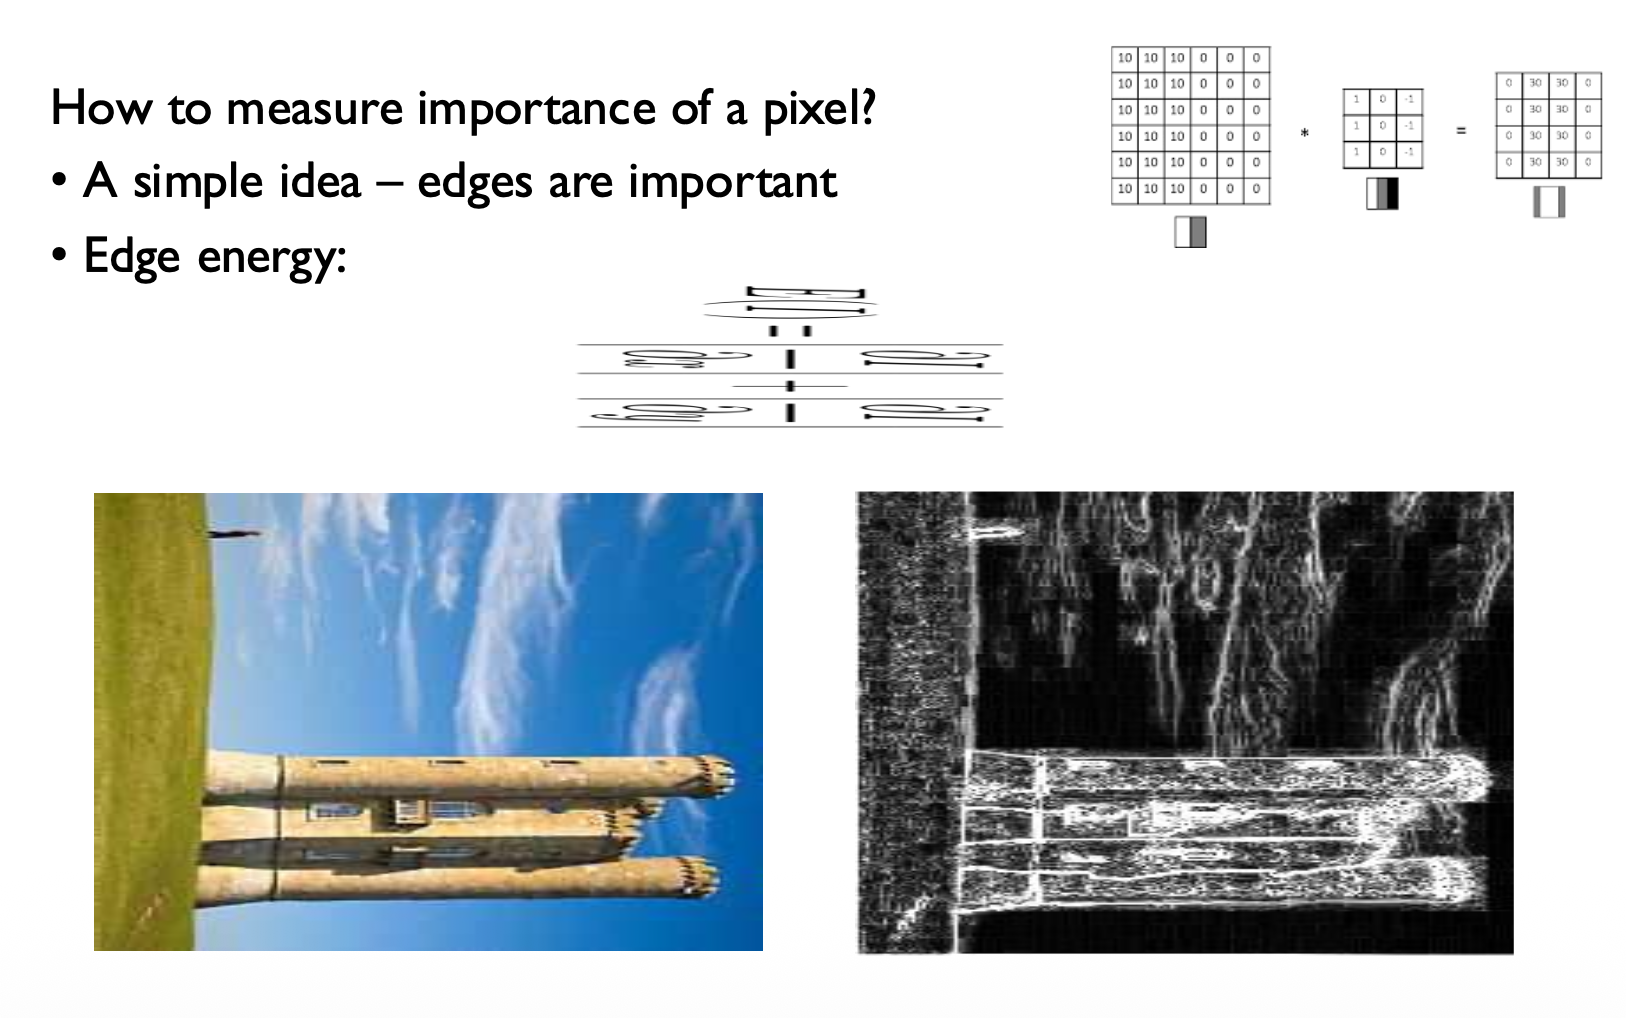 How to measure importance of a pixel?
• A simple idea – edges are important
• Edge energy:
E(I) = |∂I/∂x| + |∂I/∂y|
10 10 10 0 0 0
10 10 10 0 0 0
10 10 10 0 0 0
10 10 10 0 0 0
10 10 10 0 0 0
10 10 10 0 0 0
*
1 0 -1
1 0 -1
1 0 -1
=
0 30 30 0
0 30 30 0
0 30 30 0
0 30 30 0